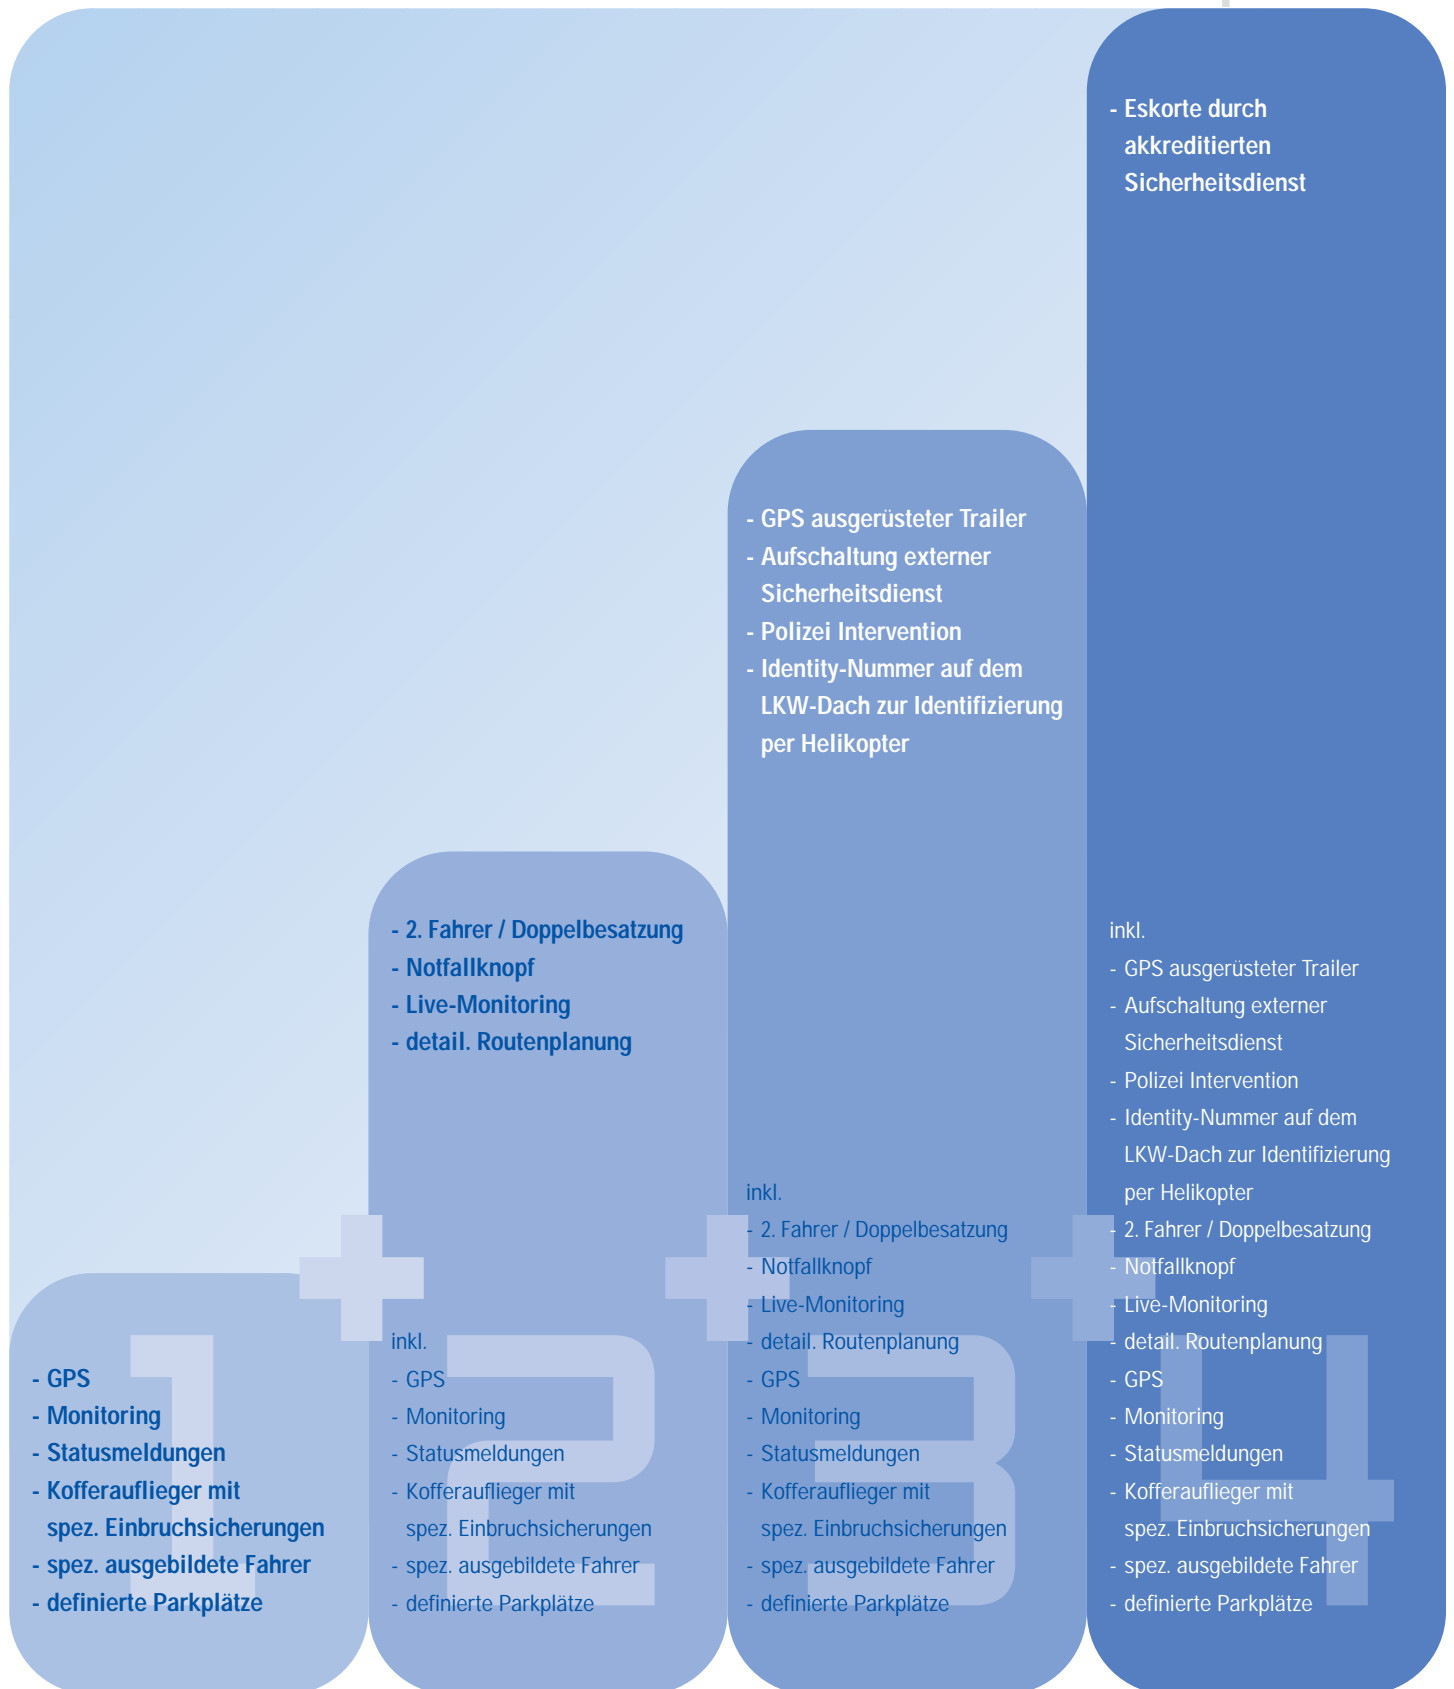 - GPS
- Monitoring
- Statusmeldungen
- Kofferauflieger mit
spez. Einbruchsicherungen
- spez. ausgebildete Fahrer
- definierte Parkplätze
1
+
- 2. Fahrer / Doppelbesatzung
- Notfallknopf
- Live-Monitoring
- detail. Routenplanung
inkl.
- GPS
- Monitoring
- Statusmeldungen
- Kofferauflieger mit
spez. Einbruchsicherungen
- spez. ausgebildete Fahrer
- definierte Parkplätze
2
+
- GPS ausgerüsteter Trailer
- Aufschaltung externer
Sicherheitsdienst
- Polizei Intervention
- Identity-Nummer auf dem
LKW-Dach zur Identifizierung
per Helikopter
inkl.
- 2. Fahrer / Doppelbesatzung
- Notfallknopf
- Live-Monitoring
- detail. Routenplanung
- GPS
- Monitoring
- Statusmeldungen
- Kofferauflieger mit
spez. Einbruchsicherungen
- spez. ausgebildete Fahrer
- definierte Parkplätze
3
+
- Eskorte durch
akkreditierten
Sicherheitsdienst
inkl.
- GPS ausgerüsteter Trailer
- Aufschaltung externer
Sicherheitsdienst
- Polizei Intervention
- Identity-Nummer auf dem
LKW-Dach zur Identifizierung
per Helikopter
- 2. Fahrer / Doppelbesatzung
- Notfallknopf
- Live-Monitoring
- detail. Routenplanung
- GPS
- Monitoring
- Statusmeldungen
- Kofferauflieger mit
spez. Einbruchsicherungen
- spez. ausgebildete Fahrer
- definierte Parkplätze
4